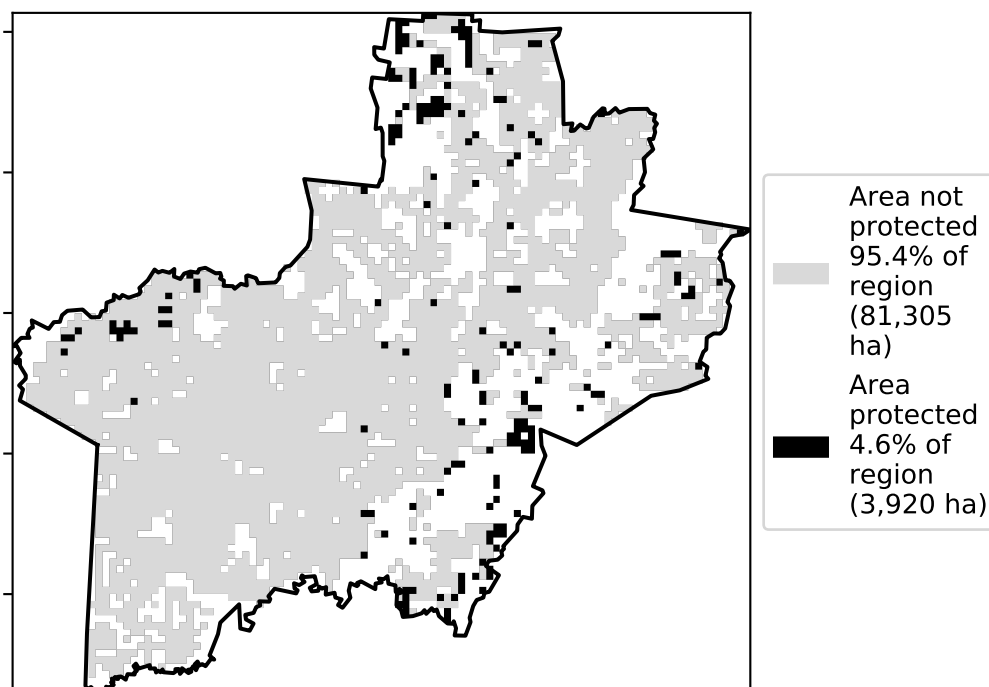 Area not
protected
95.4% of
region
(81,305
ha)
Area
protected
4.6% of
region
(3,920 ha)